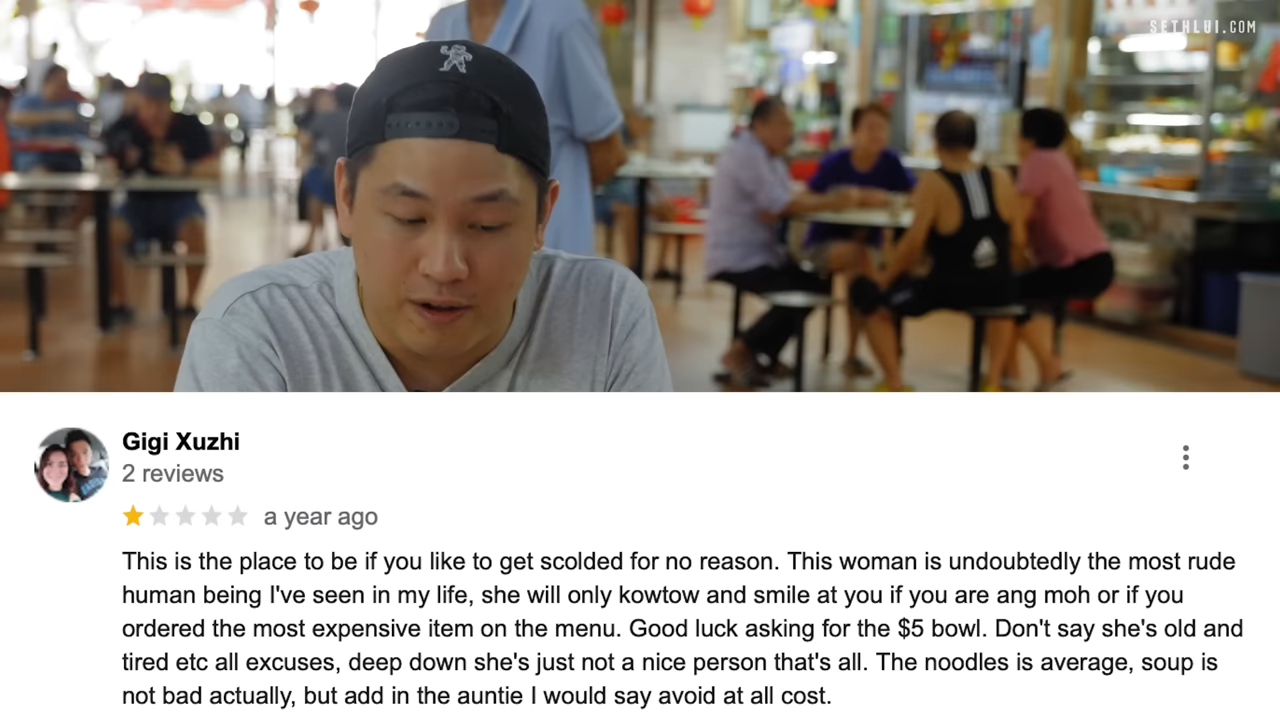 SETHLUI.COM
Gigi Xuzhi
2 reviews
a year ago
This is the place to be if you like to get scolded for no reason. This woman is undoubtedly the most rude
human being I've seen in my life, she will only kowtow and smile at you if you are ang moh or if you
ordered the most expensive item on the menu. Good luck asking for the $5 bowl. Don't say she's old and
tired etc all excuses, deep down she's just not a nice person that's all. The noodles is average, soup is
not bad actually, but add in the auntie I would say avoid at all cost.